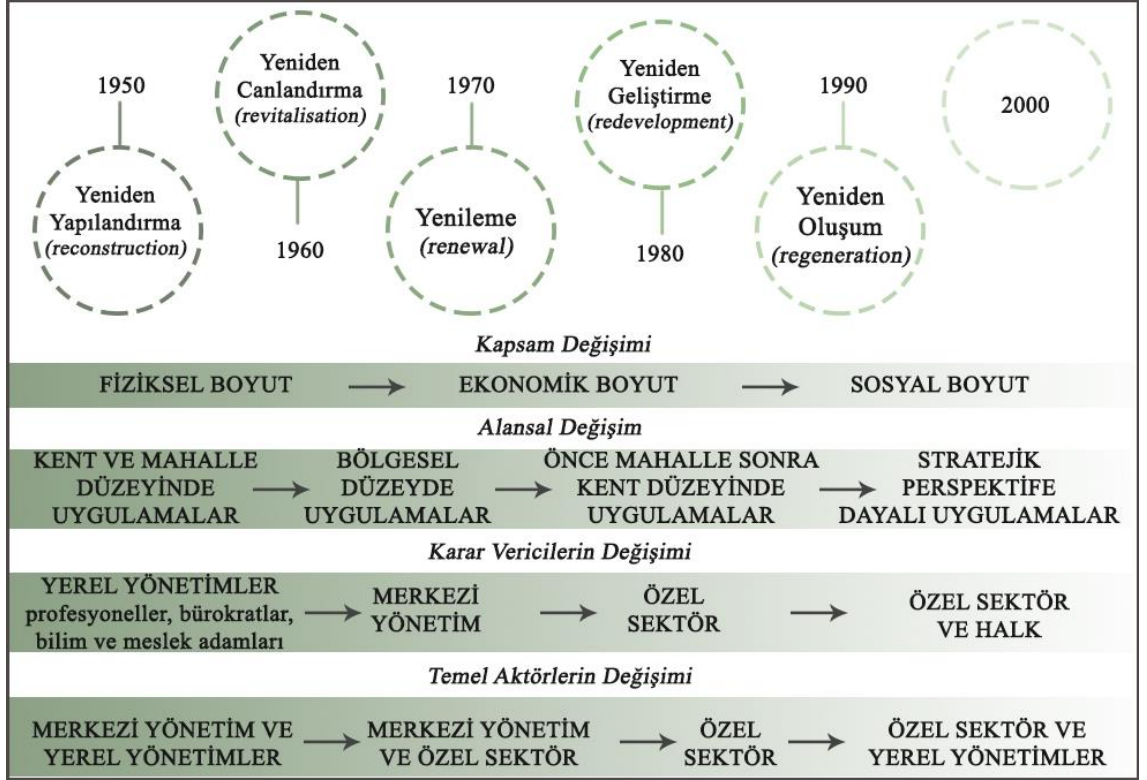 1950
Yeniden
Yapılandırma
(reconstruction)
Yeniden
Canlandırma
(revitalisation)
1960
1970
Yenileme
(renewal)
Yeniden
Geliştirme
(redevelopment)
1980
1990
Yeniden
Oluşum
(regeneration)
2000
Kapsam Değişimi
FİZİKSEL BOYUT
EKONOMİK BOYUT
SOSYAL BOYUT
Alansal Değişim
KENT VE MAHALLE
DÜZEYİNDE
UYGULAMALAR
BÖLGESEL
DÜZEYDE
UYGULAMALAR
ÖNCE MAHALLE SONRA
KENT DÜZEYİNDE
UYGULAMALAR
STRATEJİK
PERSPEKTİFE
DAYALI UYGULAMALAR
Karar Vericilerin Değişimi
YEREL YÖNETİMLER
profesyoneller, bürokratlar,
bilim ve meslek adamları
MERKEZİ
YÖNETİM
ÖZEL
SEKTÖR
ÖZEL SEKTÖR
VE HALK
Temel Aktörlerin Değişimi
MERKEZİ YÖNETİM VE
YEREL YÖNETİMLER
MERKEZİ YÖNETİM
VE ÖZEL SEKTÖR
ÖZEL
SEKTÖR
ÖZEL SEKTÖR VE
YEREL YÖNETİMLER